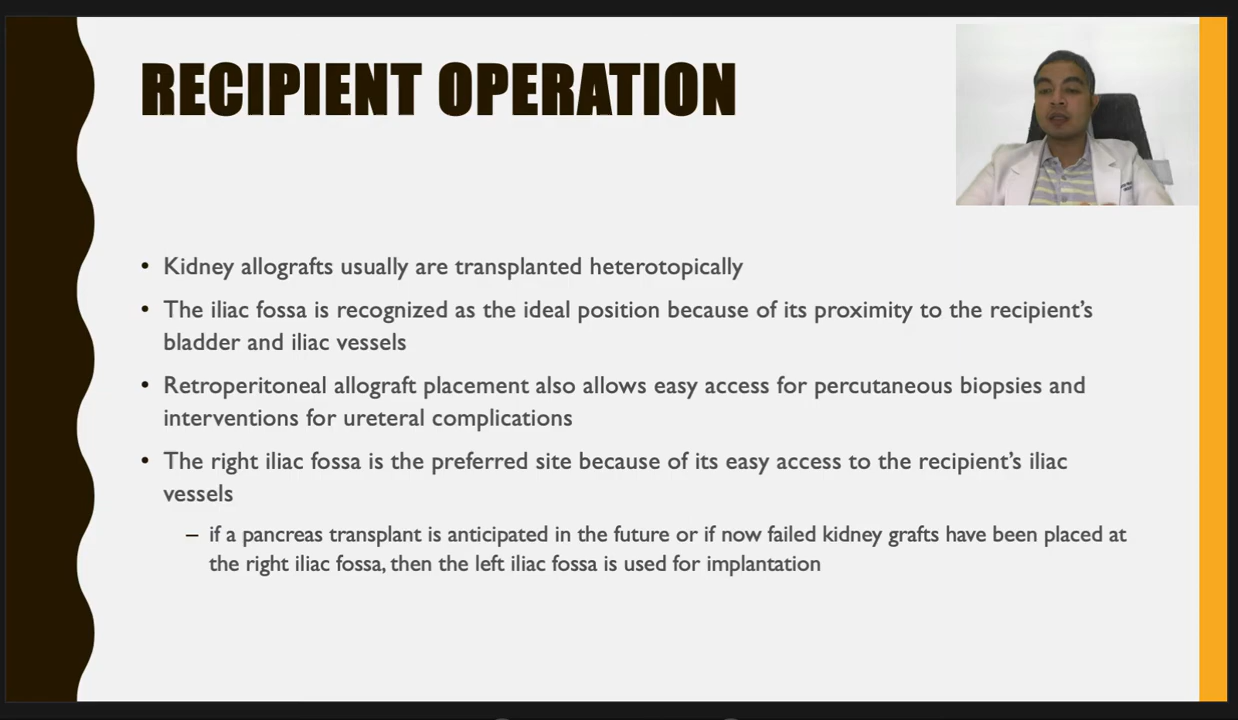 RECIPIENT OPERATION
• Kidney allografts usually are transplanted heterotopically
• The iliac fossa is recognized as the ideal position because of its proximity to the recipient’s
bladder and iliac vessels
• Retroperitoneal allograft placement also allows easy access for percutaneous biopsies and
interventions for ureteral complications
• The right iliac fossa is the preferred site because of its easy access to the recipient’s iliac
vessels
– if a pancreas transplant is anticipated in the future or if now failed kidney grafts have been placed at
the right iliac fossa, then the left iliac fossa is used for implantation